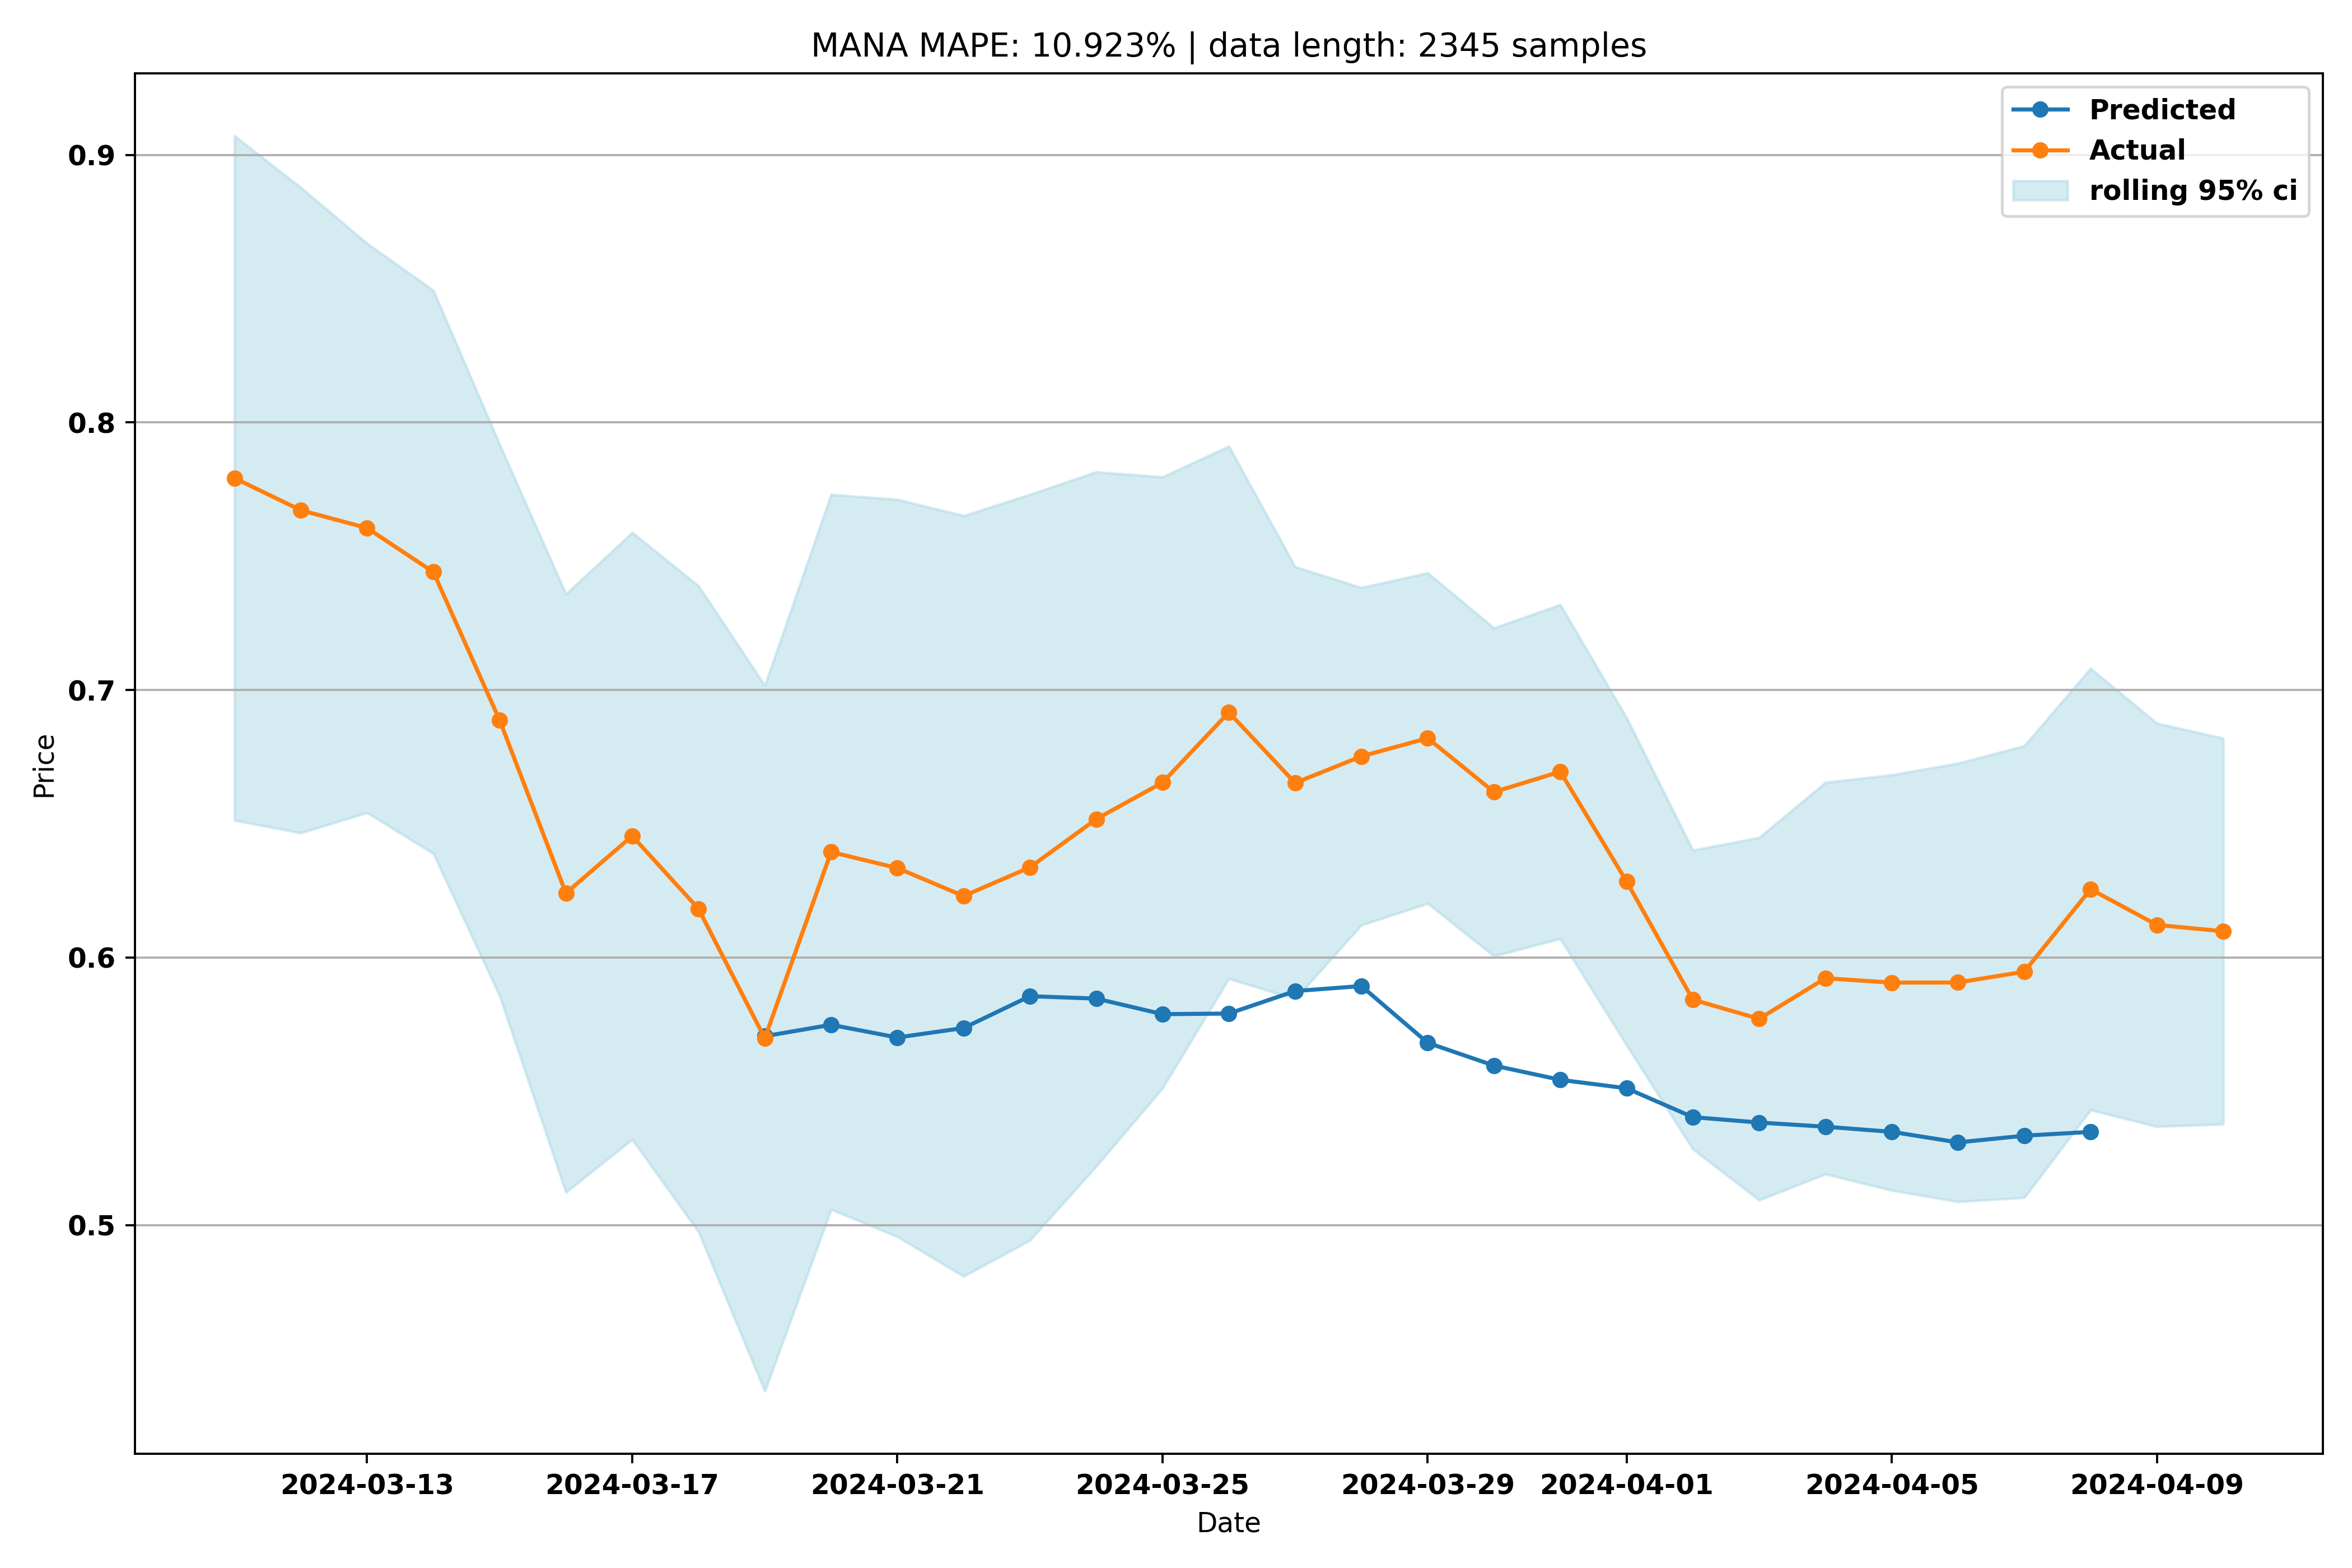 MANA MAPE: 10.923% | data length: 2345 samples
Predicted
Actual
rolling 95% ci
0.9
0.8
0.7
0.6
0.5
Price
2024-03-13 2024-03-17 2024-03-21 2024-03-25 2024-03-29 2024-04-01 2024-04-05 2024-04-09
Date